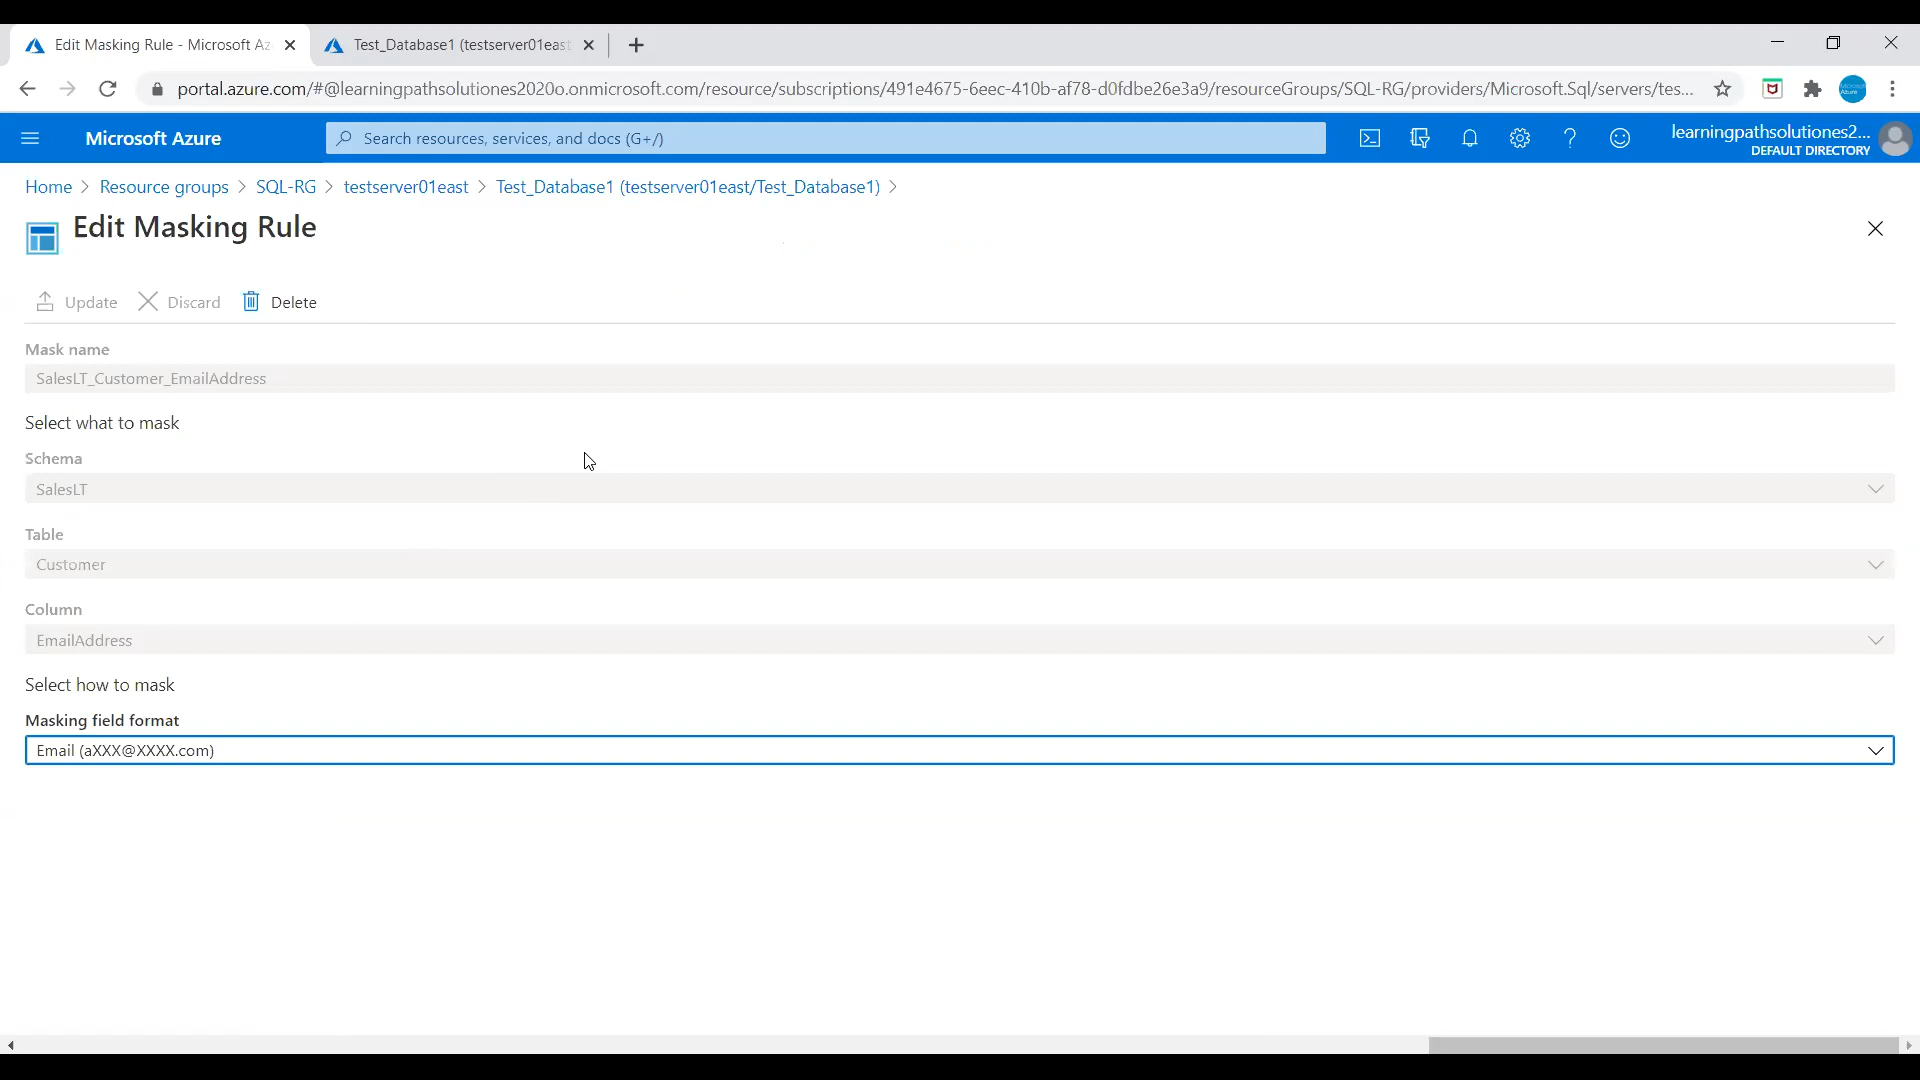 Edit Masking Rule - Microsoft Az
Test_Database1 (testserver01east
portal.azure.com/#@learningpathsolutiones2020o.onmicrosoft.com/resource/subscriptions/491e4675-6eec-410b-af78-d0fdbe26e3a9/resourceGroups/SQL-RG/providers/Microsoft.Sql/servers/tes...
Microsoft Azure
Search resources, services, and docs (G+/)
learningpathsolutiones2...
DEFAULT DIRECTORY
Home > Resource groups > SQL-RG > testserver01east > Test_Database1 (testserver01east/Test_Database1) >
Edit Masking Rule
Update
Discard
Delete
Mask name
SalesLT_Customer_EmailAddress
Select what to mask
Schema
SalesLT
Table
Customer
Column
EmailAddress
Select how to mask
Masking field format
Email (aXXX@XXXX.com)